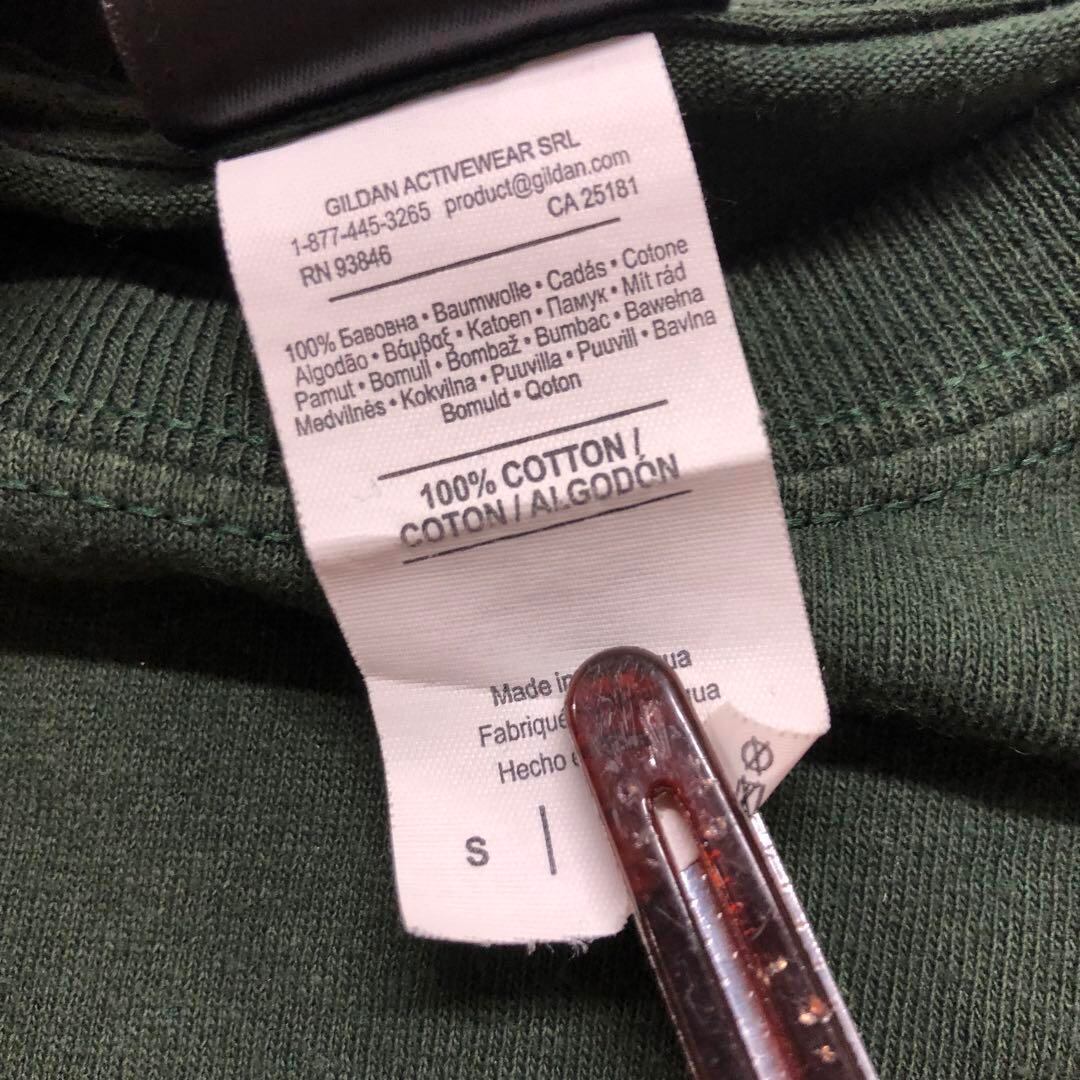 GILDAN ACTIVEWEAR SRL
1-877-445-3265 product@gildan.com
RN 93846 CA 25181
100% Бавовна • Baumwolle • Cadás • Cotone
Algodão • Βάμβαξ • Katoen • Памук • Mit rád
Pamut • Bomull • Bombaž • Bumbac • Bawełna
Medvilnės • Kokvilna • Puuvilla • Puuvill • Bavlna
Bomuld • Qoton
100% COTTON /
COTON / ALGODÓN
Made in
Fabriqué
Hecho
S |